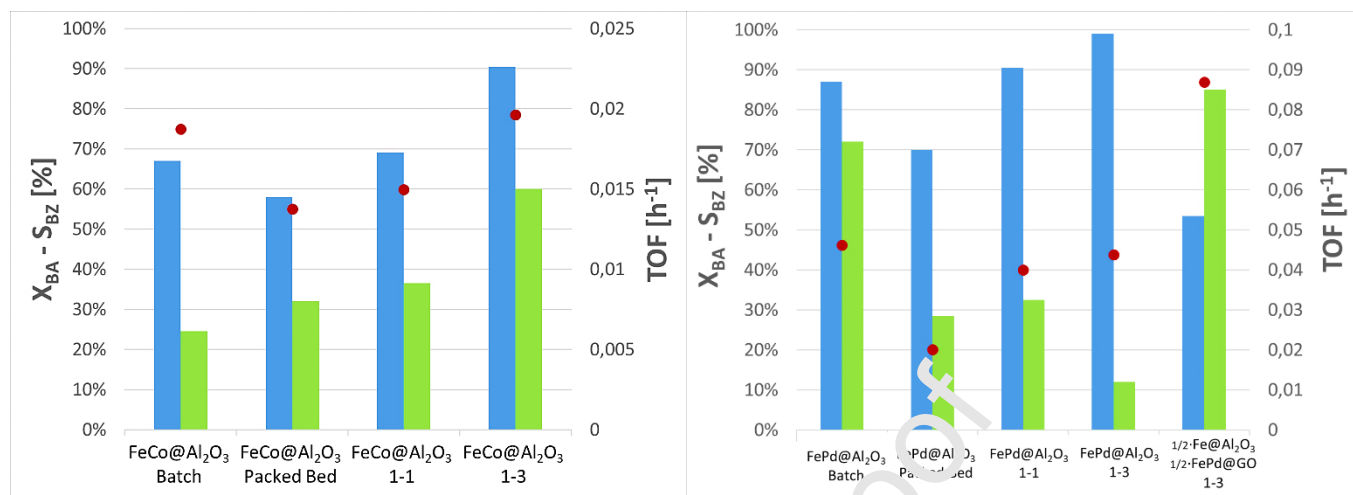 100%
90%
80%
70%
60%
50%
40%
30%
20%
10%
0%
X_BA - S_BZ [%]
0,025
0,02
0,015
0,01
0,005
0
TOF [h⁻¹]
FeCo@Al₂O₃
Batch
FeCo@Al₂O₃
Packed Bed
FeCo@Al₂O₃
1-1
FeCo@Al₂O₃
1-3
100%
90%
80%
70%
60%
50%
40%
30%
20%
10%
0%
X_BA - S_BZ [%]
0,1
0,09
0,08
0,07
0,06
0,05
0,04
0,03
0,02
0,01
0
TOF [h⁻¹]
FePd@Al₂O₃
Batch
FePd@Al₂O₃
Packed Bed
FePd@Al₂O₃
1-1
FePd@Al₂O₃
1-3
1/2·Fe@Al₂O₃
1/2·FePd@GO
1-3
oof